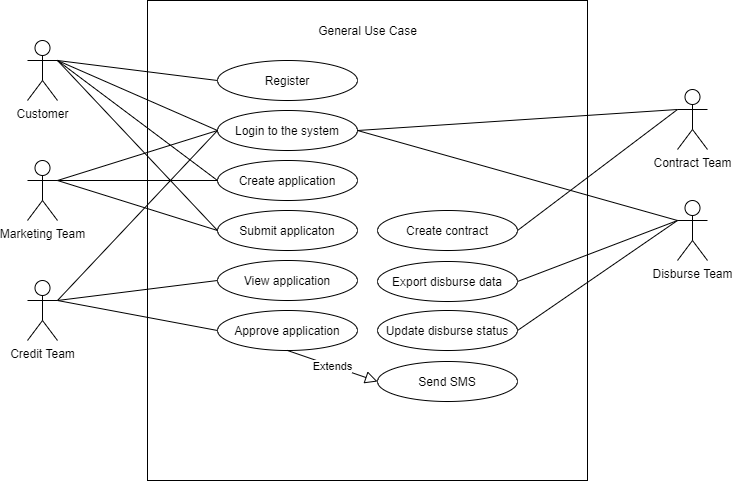 General Use Case
Register
Customer
Login to the system
Contract Team
Create application
Marketing Team
Submit applicaton
Create contract
View application
Export disburse data
Disburse Team
Credit Team
Approve application
Update disburse status
Extends
Send SMS